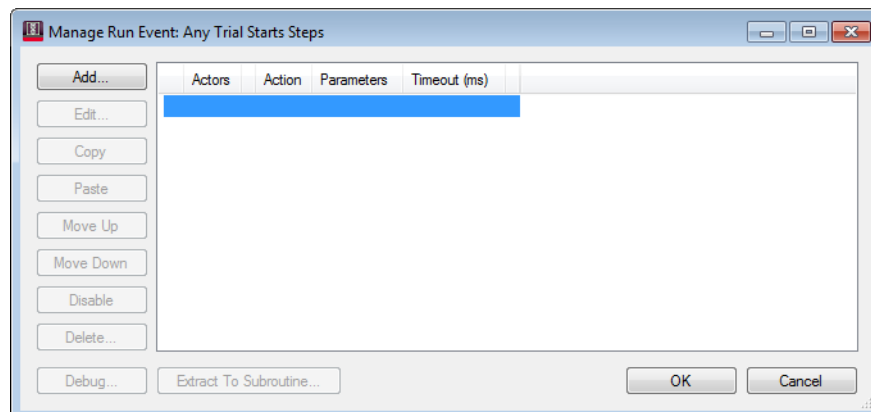 Manage Run Event: Any Trial Starts Steps
Add...
Actors Action Parameters Timeout (ms)
Edit...
Copy
Paste
Move Up
Move Down
Disable
Delete...
Debug... Extract To Subroutine... OK Cancel